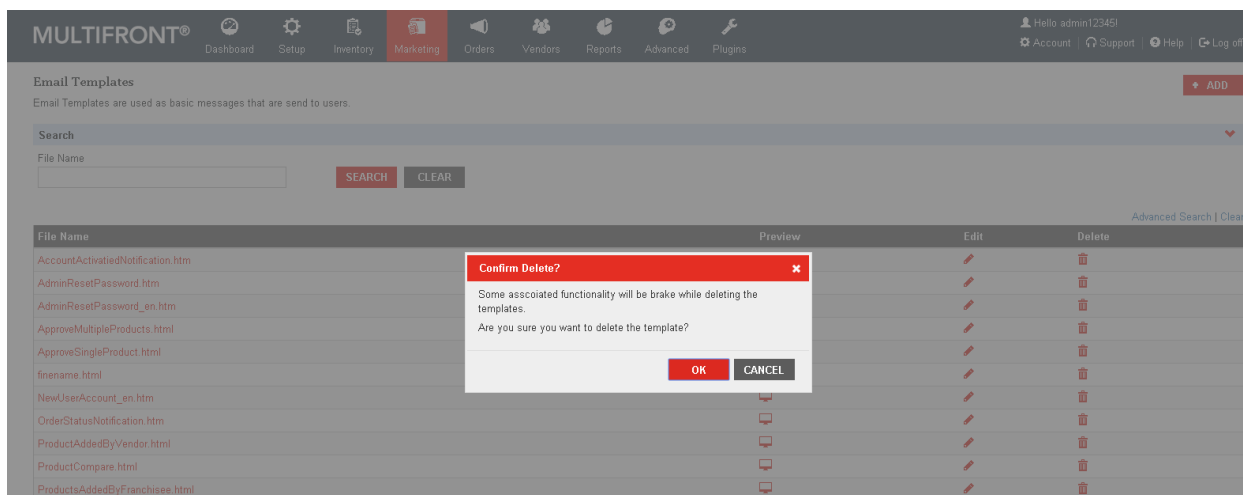 MULTIFRONT®
Dashboard Setup Inventory Marketing Orders Vendors Reports Advanced Plugins
Hello admin12345!
Account | Support | Help | Log off
Email Templates
Email Templates are used as basic messages that are send to users.
ADD
Search
File Name
SEARCH CLEAR
Advanced Search | Clear
File Name Preview Edit Delete
AccountActivatiedNotification.htm
AdminResetPassword.htm
AdminResetPassword_en.htm
ApproveMultipleProducts.html
ApproveSingleProduct.html
finename.html
NewUserAccount_en.htm
OrderStatusNotification.htm
ProductAddedByVendor.html
ProductCompare.html
ProductsAddedByFranchisee.html
Confirm Delete?
Some asscoiated functionality will be brake while deleting the
templates.
Are you sure you want to delete the template?
OK CANCEL